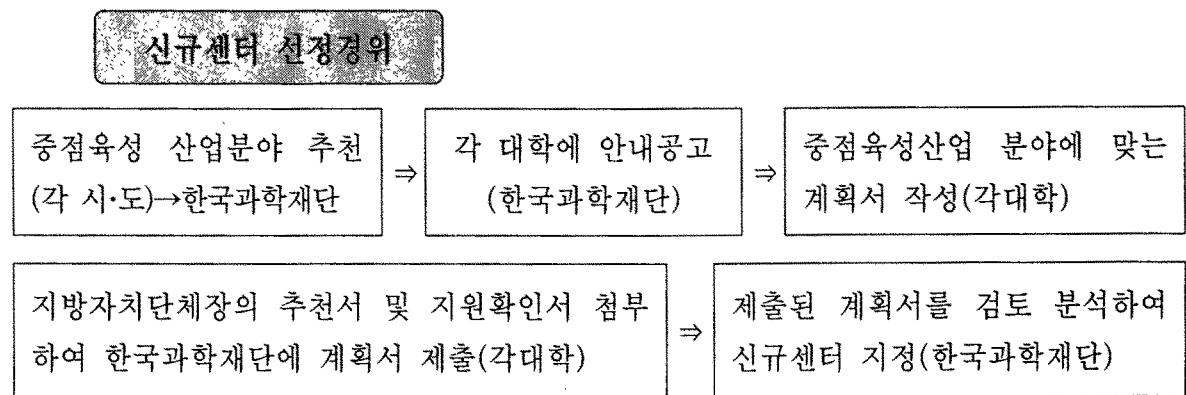 신규센터 선정경위
중점육성 산업분야 추천
(각 시·도)→한국과학재단
⇒
각 대학에 안내공고
(한국과학재단)
⇒
중점육성산업 분야에 맞는
계획서 작성(각대학)
지방자치단체장의 추천서 및 지원확인서 첨부
하여 한국과학재단에 계획서 제출(각대학)
⇒
제출된 계획서를 검토 분석하여
신규센터 지정(한국과학재단)